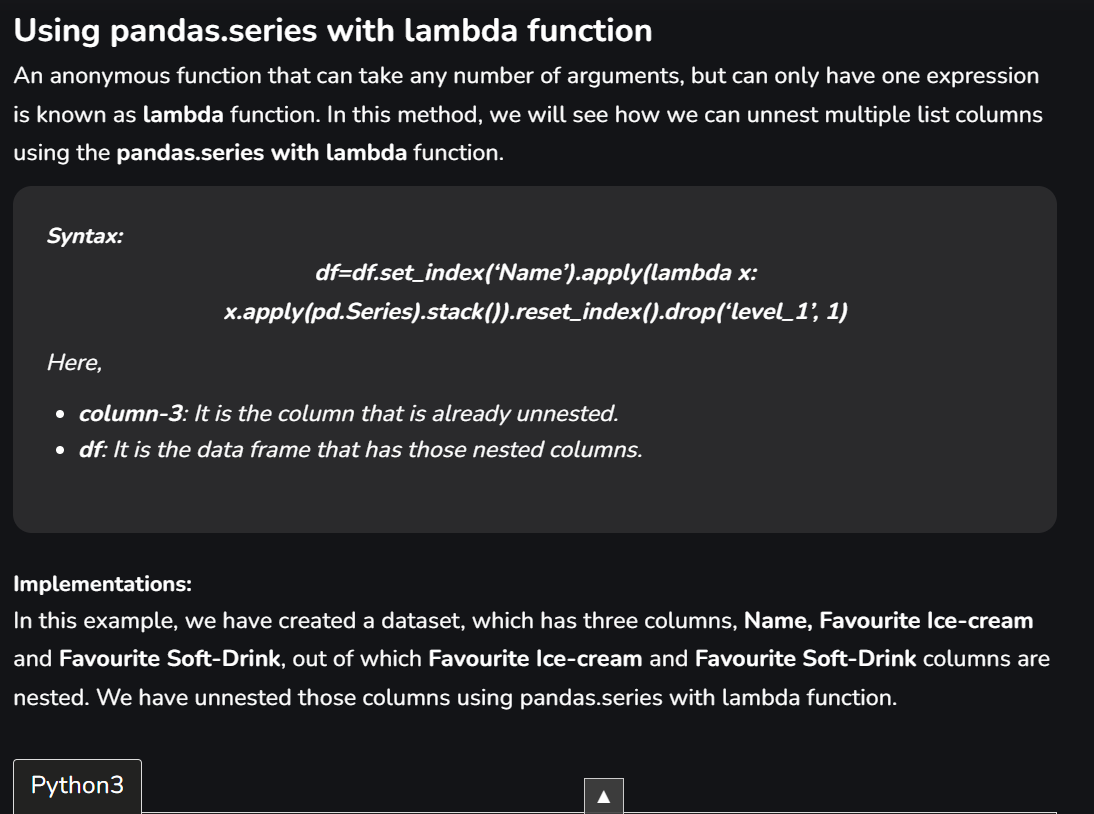 Using pandas.series with lambda function
An anonymous function that can take any number of arguments, but can only have one expression
is known as lambda function. In this method, we will see how we can unnest multiple list columns
using the pandas.series with lambda function.
Syntax:
df=df.set_index(‘Name’).apply(lambda x:
x.apply(pd.Series).stack()).reset_index().drop(‘level_1’, 1)
Here,
• column-3: It is the column that is already unnested.
• df: It is the data frame that has those nested columns.
Implementations:
In this example, we have created a dataset, which has three columns, Name, Favourite Ice-cream
and Favourite Soft-Drink, out of which Favourite Ice-cream and Favourite Soft-Drink columns are
nested. We have unnested those columns using pandas.series with lambda function.
Python3
▲